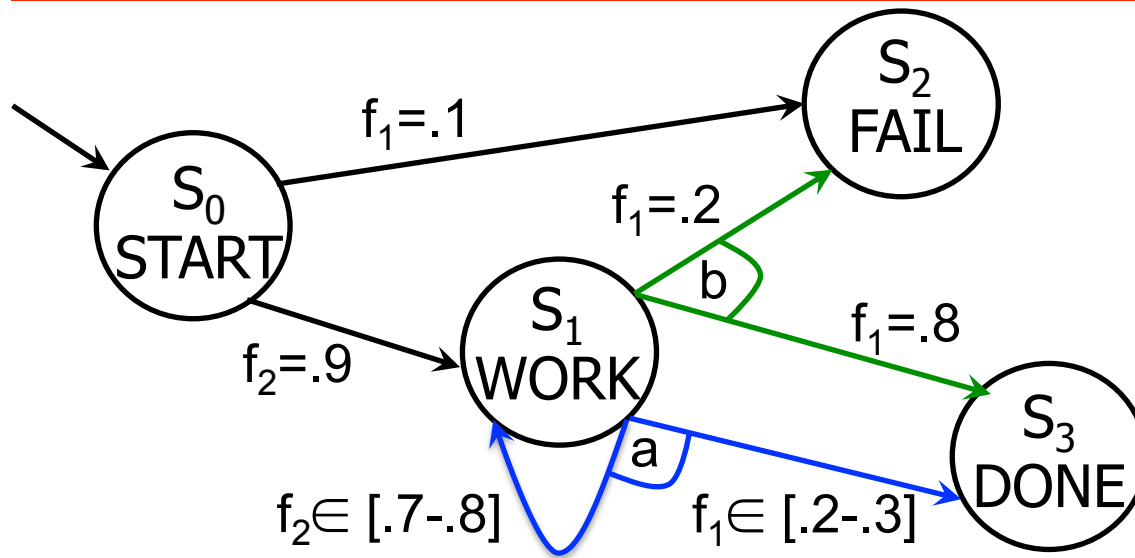 S₂
FAIL
f₁=.1
S₀
START
f₁=.2
b
f₁=.8
S₁
WORK
f₂=.9
a
S₃
DONE
f₂∈ [.7-.8]
f₁∈ [.2-.3]